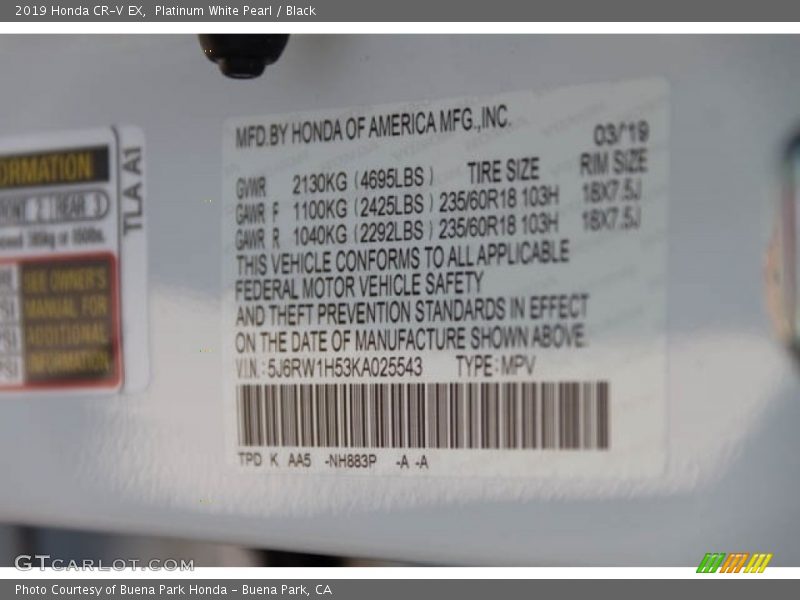 2019 Honda CR-V EX, Platinum White Pearl / Black
MFD.BY HONDA OF AMERICA MFG.,INC.
03/'19
TIRE SIZE RIM SIZE
GVWR 2130KG (4695LBS)
GAWR F 1100KG (2425LBS) 235/60R18 103H 18X7.5J
GAWR R 1040KG (2292LBS) 235/60R18 103H 18X7.5J
THIS VEHICLE CONFORMS TO ALL APPLICABLE
FEDERAL MOTOR VEHICLE SAFETY
AND THEFT PREVENTION STANDARDS IN EFFECT
ON THE DATE OF MANUFACTURE SHOWN ABOVE.
V.I.N.: 5J6RW1H53KA025543 TYPE: MPV
TPD K AA5 -NH883P -A -A
ORMATION
FRONT 2 REAR 3
TLA A1
SEE OWNER'S
MANUAL FOR
ADDITIONAL
INFORMATION
GTCARLOT.COM
Photo Courtesy of Buena Park Honda - Buena Park, CA